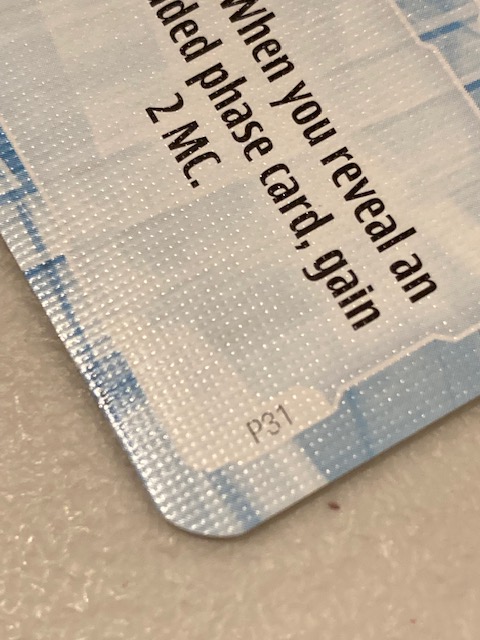 When you reveal an
ded phase card, gain
2 MC.
P31